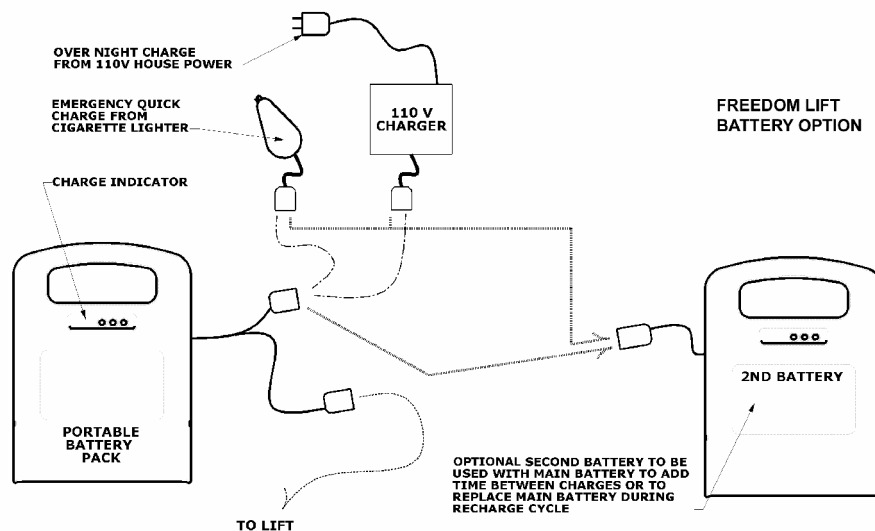 OVER NIGHT CHARGE
FROM 110V HOUSE POWER
EMERGENCY QUICK
CHARGE FROM
CIGARETTE LIGHTER
110 V
CHARGER
FREEDOM LIFT
BATTERY OPTION
CHARGE INDICATOR
2ND BATTERY
PORTABLE
BATTERY
PACK
OPTIONAL SECOND BATTERY TO BE
USED WITH MAIN BATTERY TO ADD
TIME BETWEEN CHARGES OR TO
REPLACE MAIN BATTERY DURING
RECHARGE CYCLE
TO LIFT